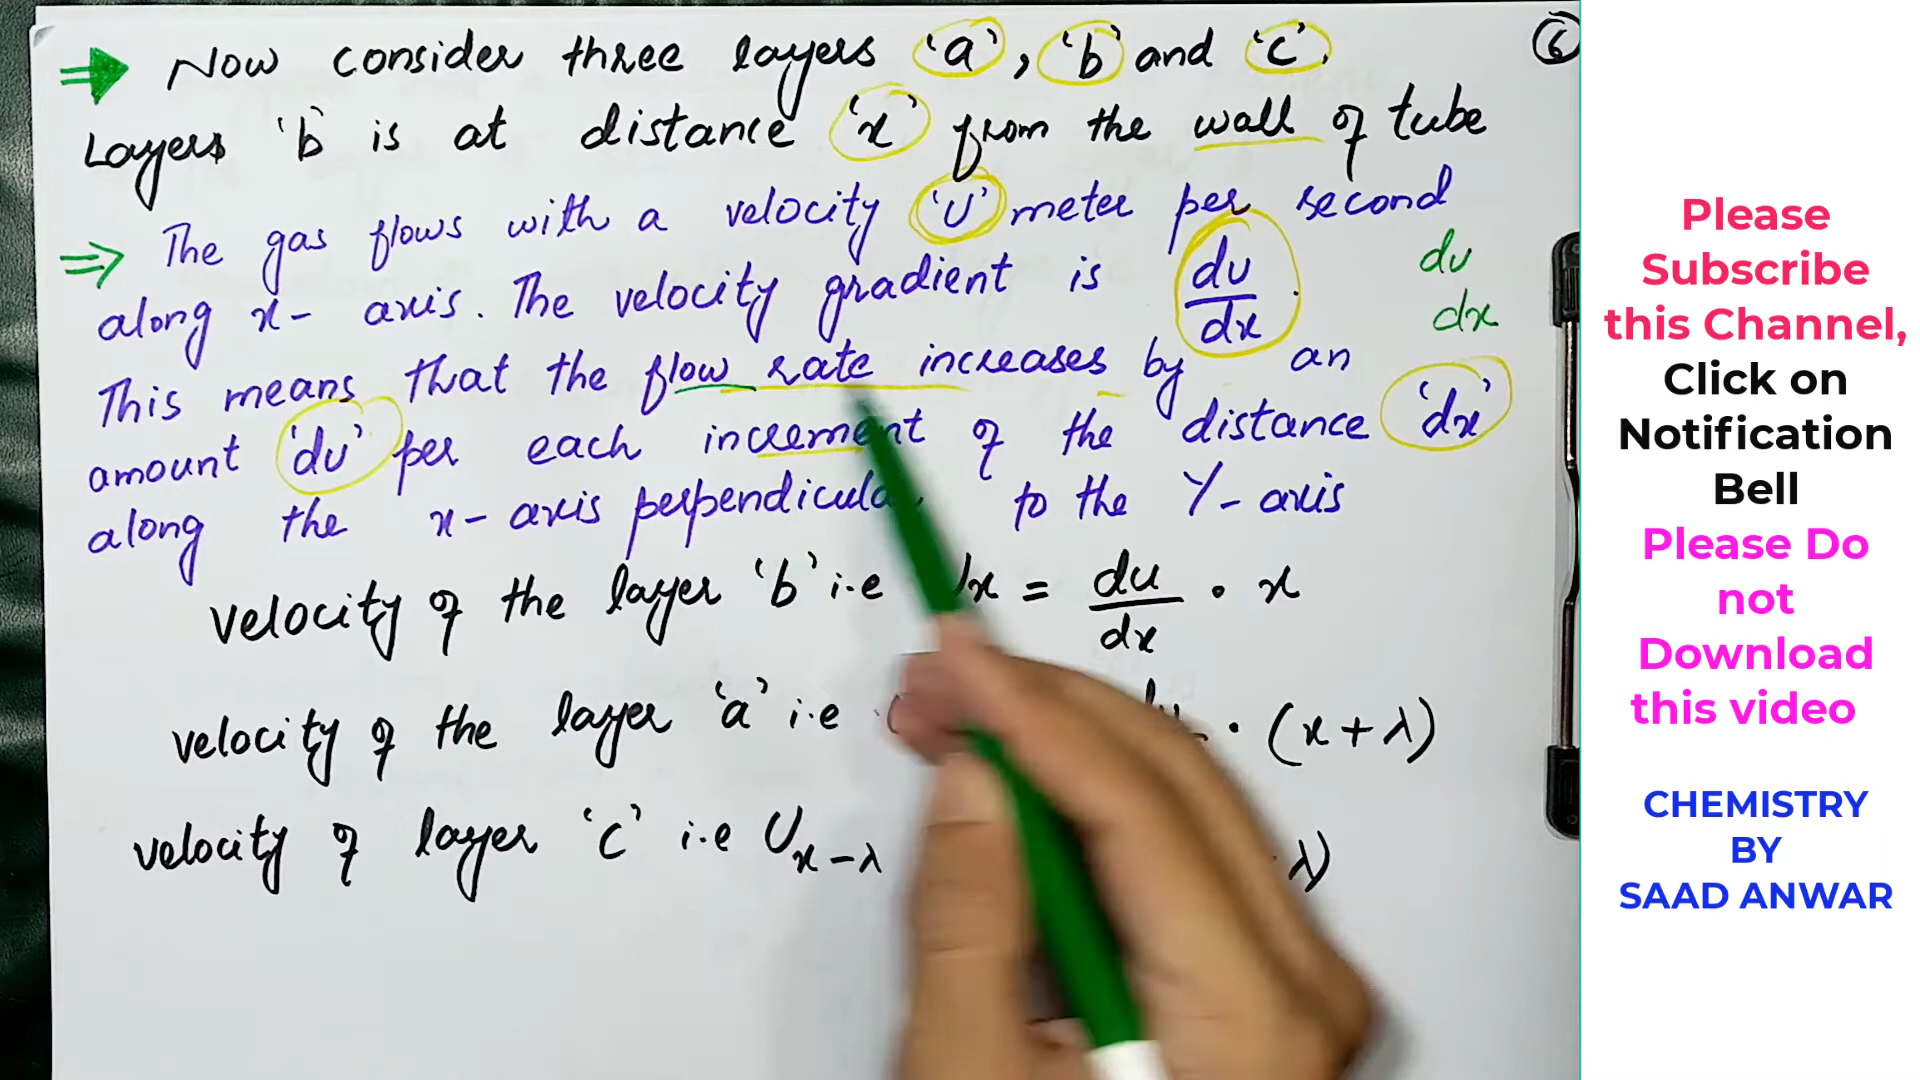 Now consider three layers 'a', 'b' and 'c'. 6
Layers 'b' is at distance 'x' from the wall of tube
The gas flows with a velocity 'U' meter per second
along x- axis. The velocity gradient is du/dx. du dx
This means that the flow rate increases by an
amount 'du' per each increment of the distance 'dx'
along the x-axis perpendicular to the Y-axis
velocity of the layer 'b' i.e x = du/dx · x
velocity of the layer 'a' i.e · (x+λ)
velocity of layer 'c' i.e Ux-λ λ)
Please
Subscribe
this Channel,
Click on
Notification
Bell
Please Do
not
Download
this video
CHEMISTRY
BY
SAAD ANWAR